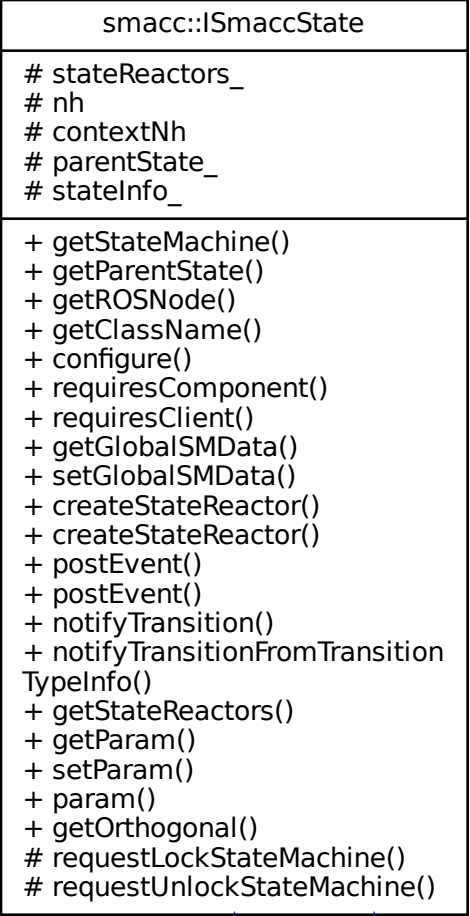 smacc::ISmaccState
# stateReactors_
# nh
# contextNh
# parentState_
# stateInfo_
+ getStateMachine()
+ getParentState()
+ getROSNode()
+ getClassName()
+ configure()
+ requiresComponent()
+ requiresClient()
+ getGlobalSMData()
+ setGlobalSMData()
+ createStateReactor()
+ createStateReactor()
+ postEvent()
+ postEvent()
+ notifyTransition()
+ notifyTransitionFromTransition
TypeInfo()
+ getStateReactors()
+ getParam()
+ setParam()
+ param()
+ getOrthogonal()
# requestLockStateMachine()
# requestUnlockStateMachine()